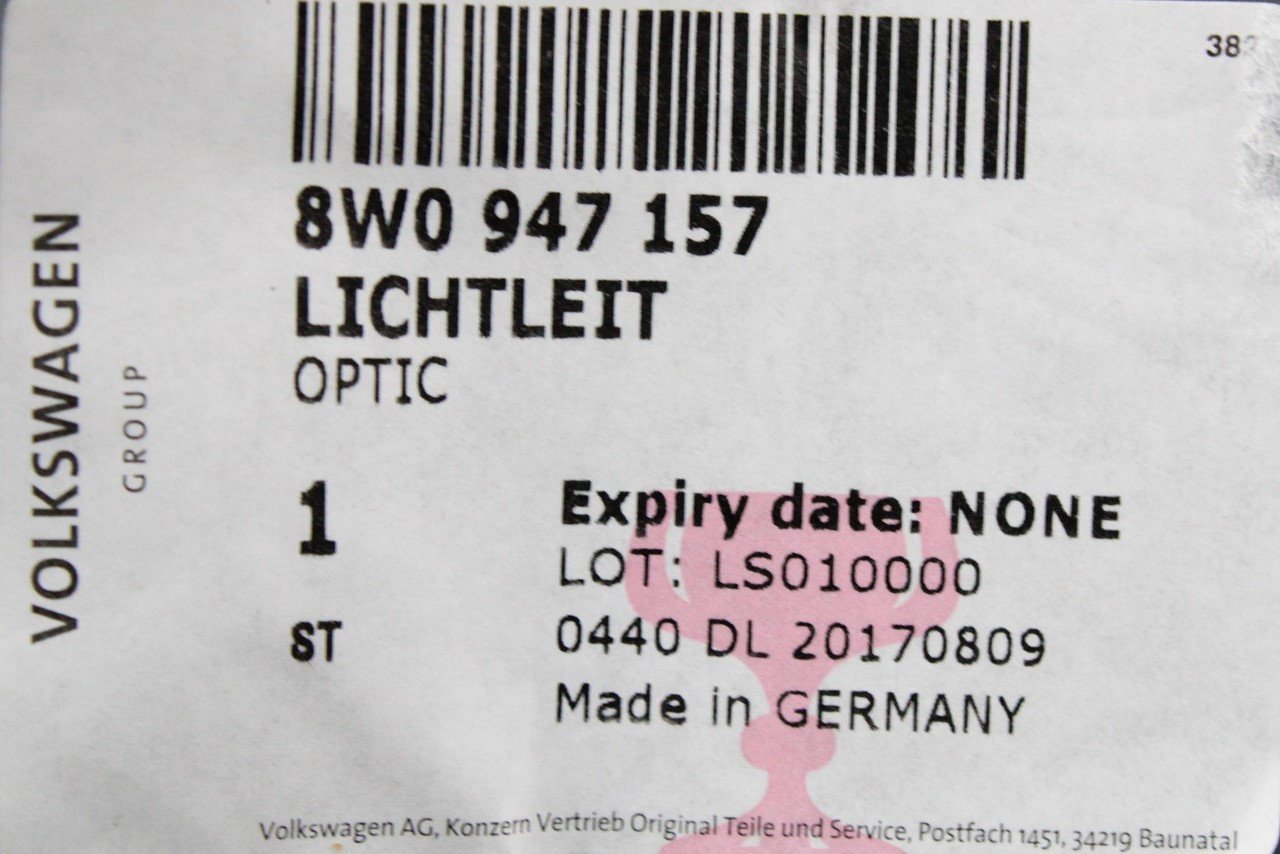 38
8W0 947 157
LICHTLEIT
OPTIC
VOLKSWAGEN
GROUP
1
Expiry date: NONE
LOT: LS010000
ST
0440 DL 20170809
Made in GERMANY
Volkswagen AG, Konzern Vertrieb Original Teile und Service, Postfach 1451, 34219 Baunatal